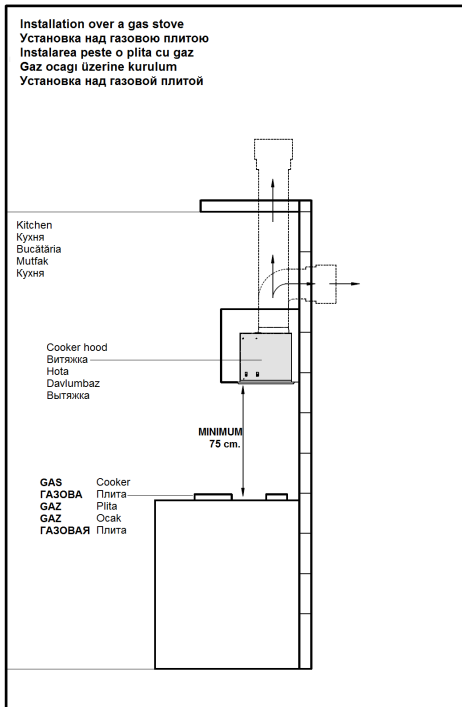 Installation over a gas stove
Установка над газовою плитою
Instalarea peste o plita cu gaz
Gaz ocagı üzerine kurulum
Установка над газовой плитой
Kitchen
Кухня
Bucătăria
Mutfak
Кухня
Cooker hood
Витяжка
Hota
Davlumbaz
Вытяжка
MINIMUM
75 cm.
GAS Cooker
ГАЗОВА Плита
GAZ Plita
GAZ Ocak
ГАЗОВАЯ Плита